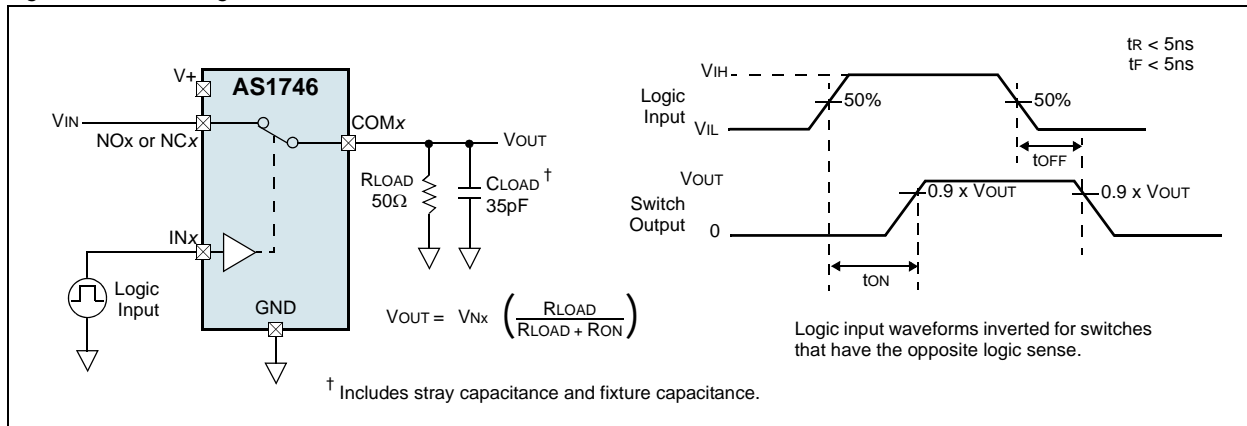 V+
AS1746
VIN
NOx or NCx
COMx
VOUT
RLOAD
50Ω
CLOAD †
35pF
INx
Logic
Input
GND
VOUT = VNx ( RLOAD / RLOAD + RON )
† Includes stray capacitance and fixture capacitance.
tR < 5ns
tF < 5ns
VIH
Logic
Input
VIL
50%
50%
tOFF
VOUT
Switch
Output
0
0.9 x VOUT
0.9 x VOUT
tON
Logic input waveforms inverted for switches
that have the opposite logic sense.